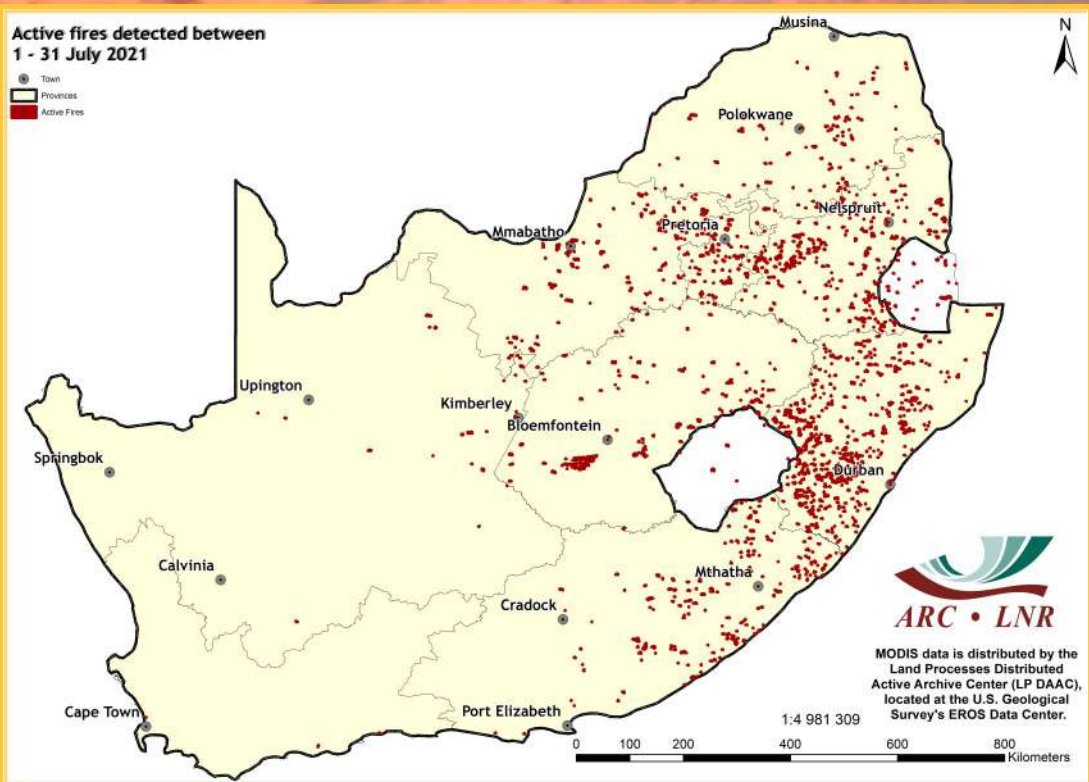 Active fires detected between
1 - 31 July 2021
Town
Provinces
Active Fires
N
Musina
Polokwane
Nelspruit
Pretoria
Mmabatho
Upington
Kimberley
Bloemfontein
Springbok
Durban
Calvinia
Mthatha
Cradock
Cape Town
Port Elizabeth
ARC • LNR
MODIS data is distributed by the
Land Processes Distributed
Active Archive Center (LP DAAC),
located at the U.S. Geological
Survey's EROS Data Center.
1:4 981 309
0 100 200 400 600 800
Kilometers